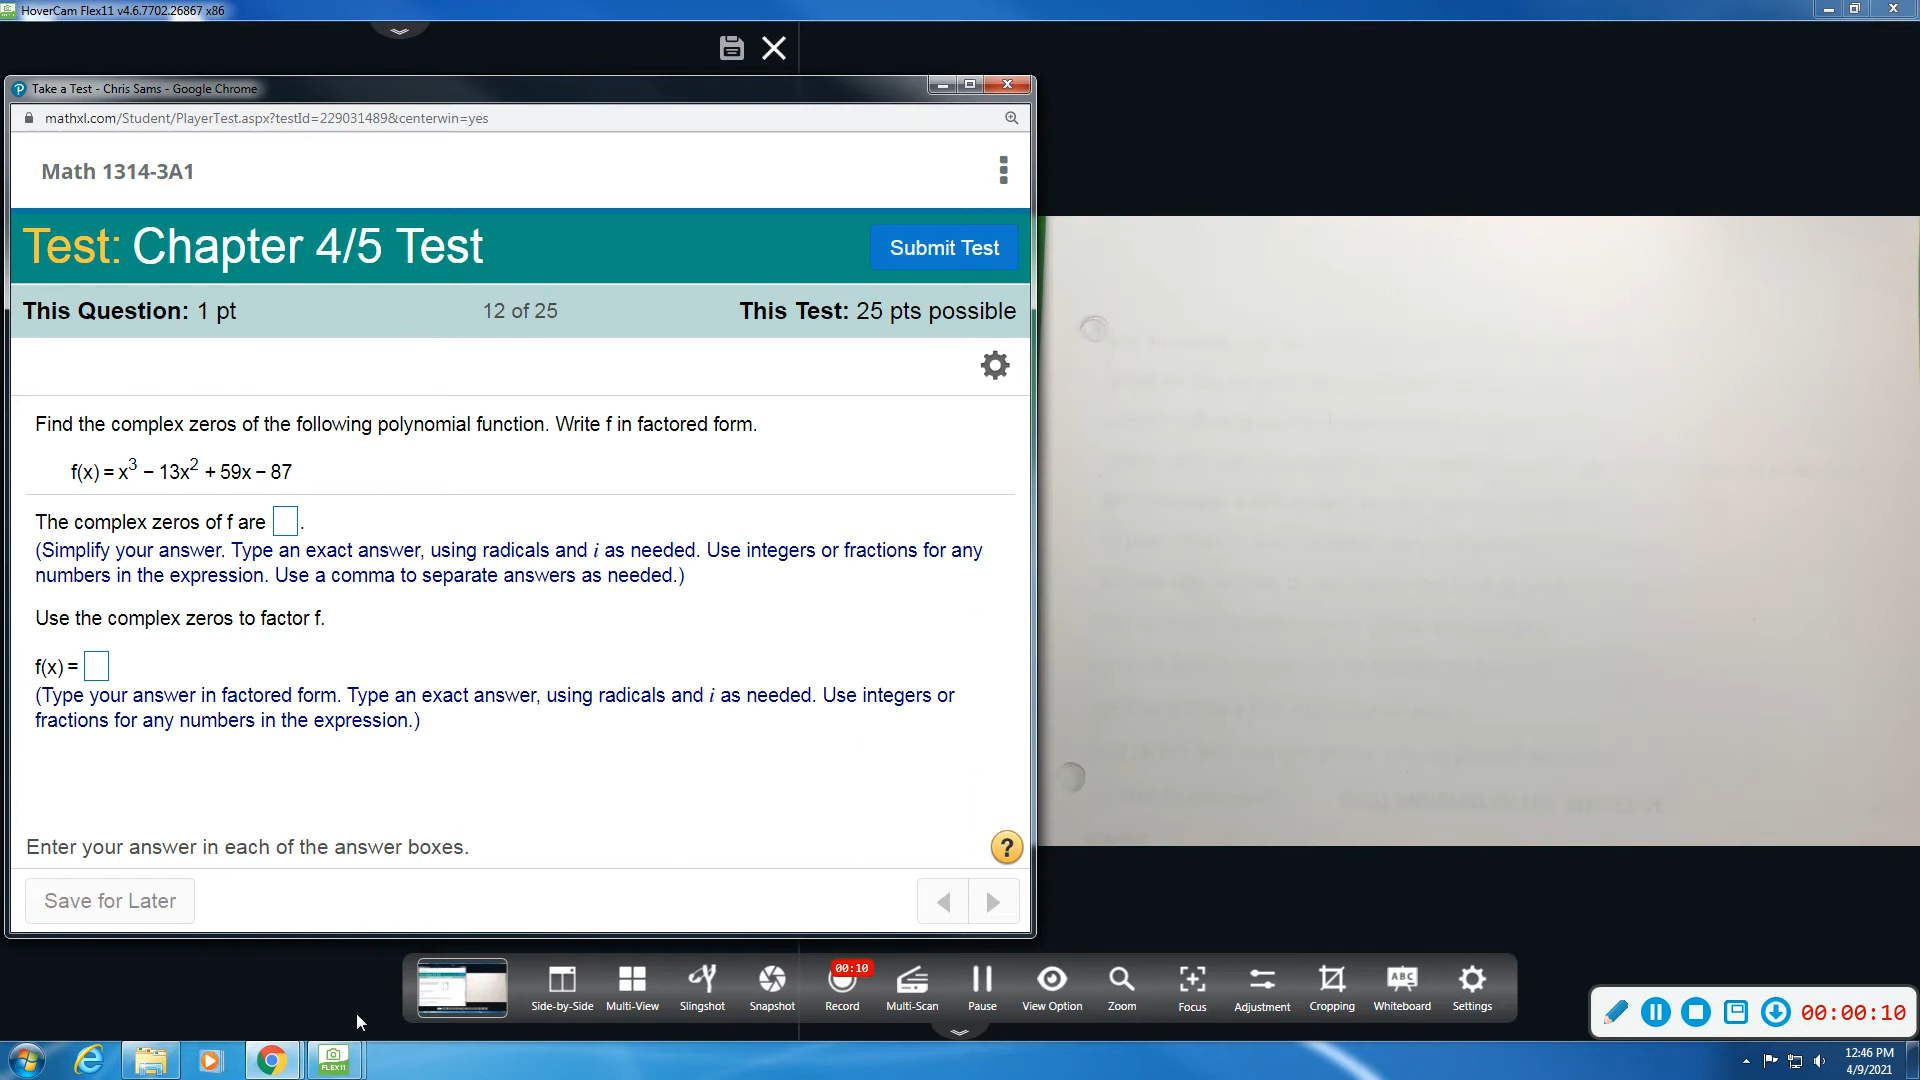 HoverCam Flex11 v4.6.7702.26867 x86
Take a Test - Chris Sams - Google Chrome
mathxl.com/Student/PlayerTest.aspx?testId=229031489&centerwin=yes
Math 1314-3A1
Test: Chapter 4/5 Test
Submit Test
This Question: 1 pt
12 of 25
This Test: 25 pts possible
Find the complex zeros of the following polynomial function. Write f in factored form.
f(x) = x³ − 13x² + 59x − 87
The complex zeros of f are .
(Simplify your answer. Type an exact answer, using radicals and i as needed. Use integers or fractions for any
numbers in the expression. Use a comma to separate answers as needed.)
Use the complex zeros to factor f.
f(x) =
(Type your answer in factored form. Type an exact answer, using radicals and i as needed. Use integers or
fractions for any numbers in the expression.)
Enter your answer in each of the answer boxes.
?
Save for Later
00:10
ABC
Side-by-Side
Multi-View
Slingshot
Snapshot
Record
Multi-Scan
Pause
View Option
Zoom
Focus
Adjustment
Cropping
Whiteboard
Settings
00:00:10
FLEX11
12:46 PM
4/9/2021